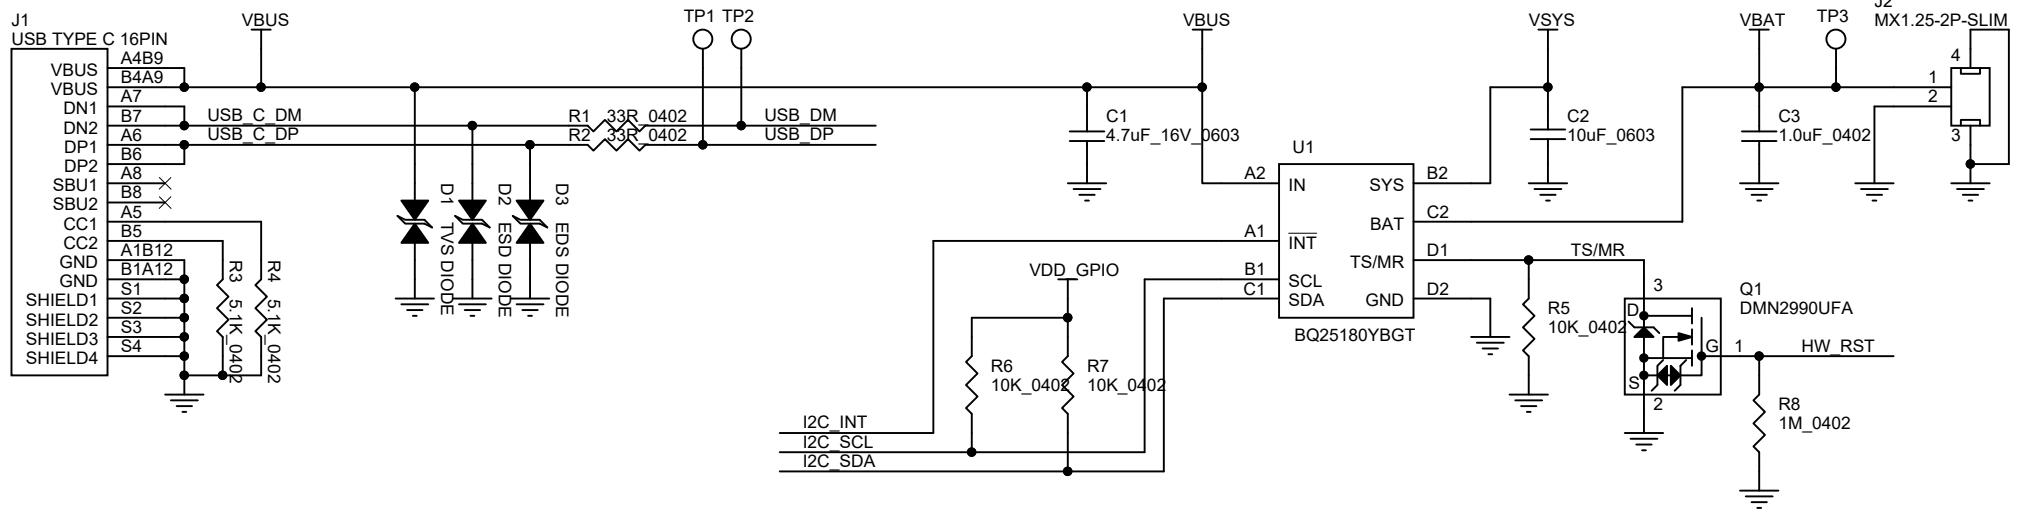 J1
USB TYPE C 16PIN
VBUS A4B9
VBUS B4A9
DN1 A7
DN2 B7
DP1 A6
DP2 B6
SBU1 A8
SBU2 B8
CC1 A5
CC2 B5
GND A1B12
GND B1A12
SHIELD1 S1
SHIELD2 S2
SHIELD3 S3
SHIELD4 S4
VBUS
USB_C_DM
USB_C_DP
R3 5.1K_0402
R4 5.1K_0402
D1 TVS DIODE
D2 ESD DIODE
D3 EDS DIODE
R1 33R_0402
R2 33R_0402
TP1 TP2
USB_DM
USB_DP
VBUS
C1
4.7uF_16V_0603
U1
A2 IN
A1 INT
B1 SCL
C1 SDA
SYS B2
BAT C2
TS/MR D1
GND D2
BQ25180YBGT
VDD_GPIO
R6
10K_0402
R7
10K_0402
I2C_INT
I2C_SCL
I2C_SDA
VSYS
C2
10uF_0603
VBAT
C3
1.0uF_0402
TP3
J2
MX1.25-2P-SLIM
4
1
2
3
TS/MR
R5
10K_0402
3
Q1
DMN2990UFA
D
G
S
1
2
HW_RST
R8
1M_0402